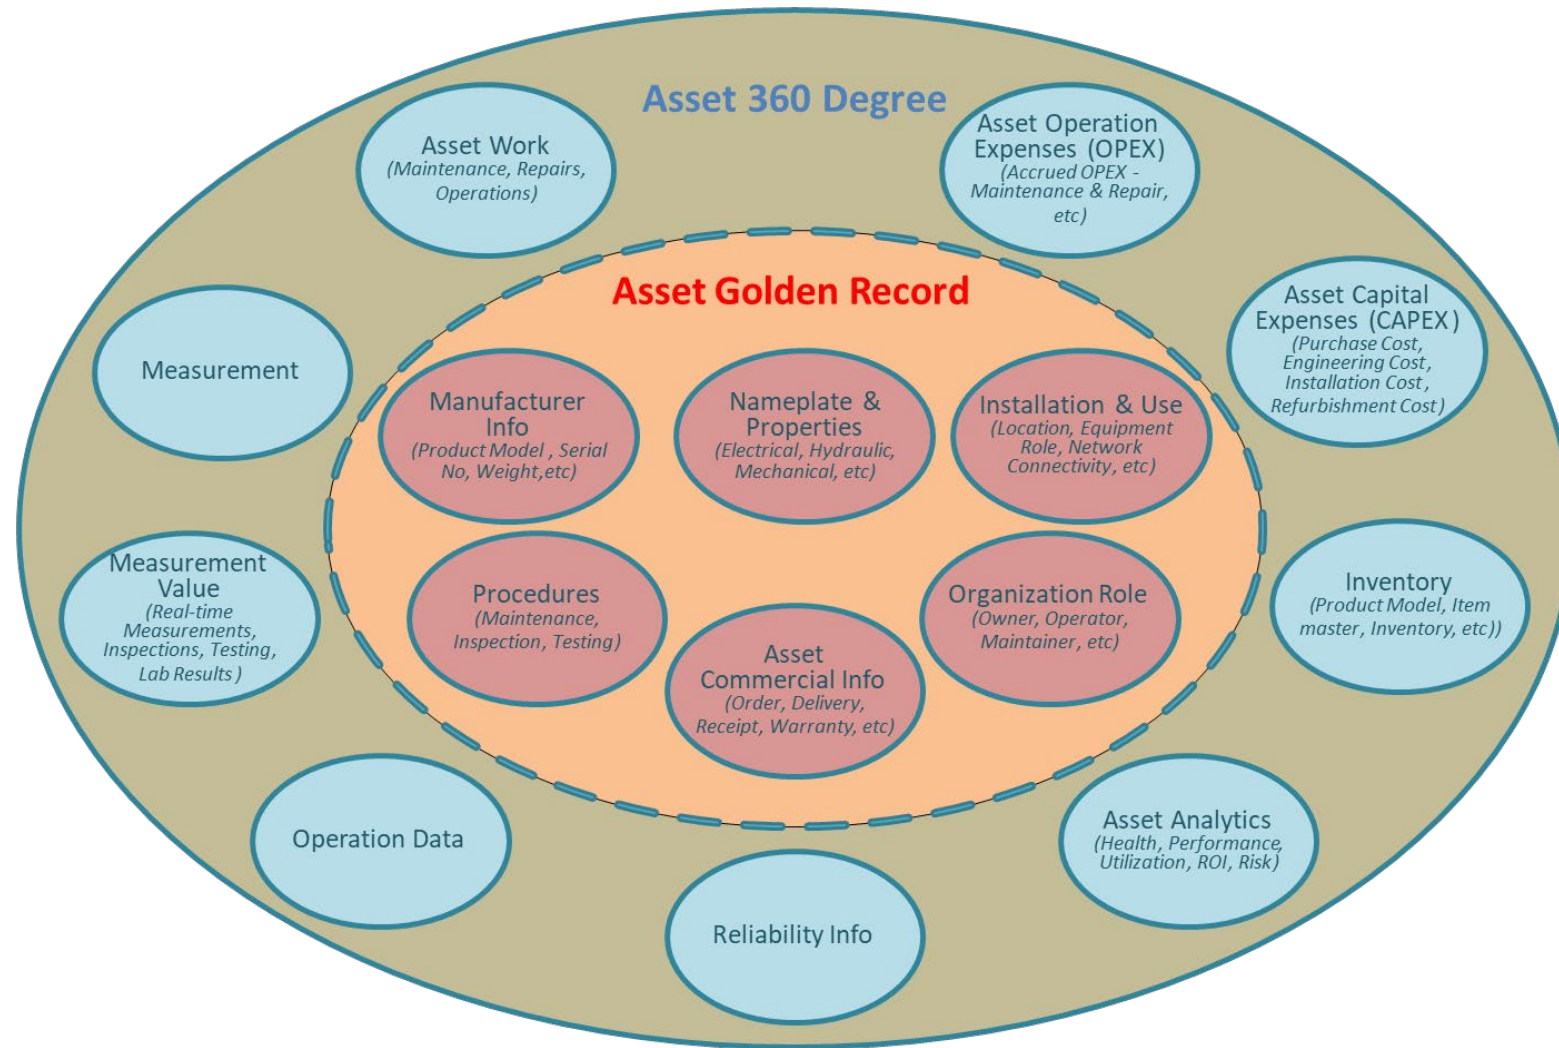 Asset 360 Degree
Asset Work
(Maintenance, Repairs,
Operations)
Asset Operation
Expenses (OPEX)
(Accrued OPEX -
Maintenance & Repair,
etc)
Measurement
Asset Capital
Expenses (CAPEX)
(Purchase Cost,
Engineering Cost,
Installation Cost,
Refurbishment Cost)
Asset Golden Record
Manufacturer
Info
(Product Model , Serial
No, Weight,etc)
Nameplate &
Properties
(Electrical, Hydraulic,
Mechanical, etc)
Installation & Use
(Location, Equipment
Role, Network
Connectivity, etc)
Measurement
Value
(Real-time
Measurements,
Inspections, Testing,
Lab Results)
Procedures
(Maintenance,
Inspection, Testing)
Asset
Commercial Info
(Order, Delivery,
Receipt, Warranty, etc)
Organization Role
(Owner, Operator,
Maintainer, etc)
Inventory
(Product Model, Item
master, Inventory, etc))
Operation Data
Reliability Info
Asset Analytics
(Health, Performance,
Utilization, ROI, Risk)